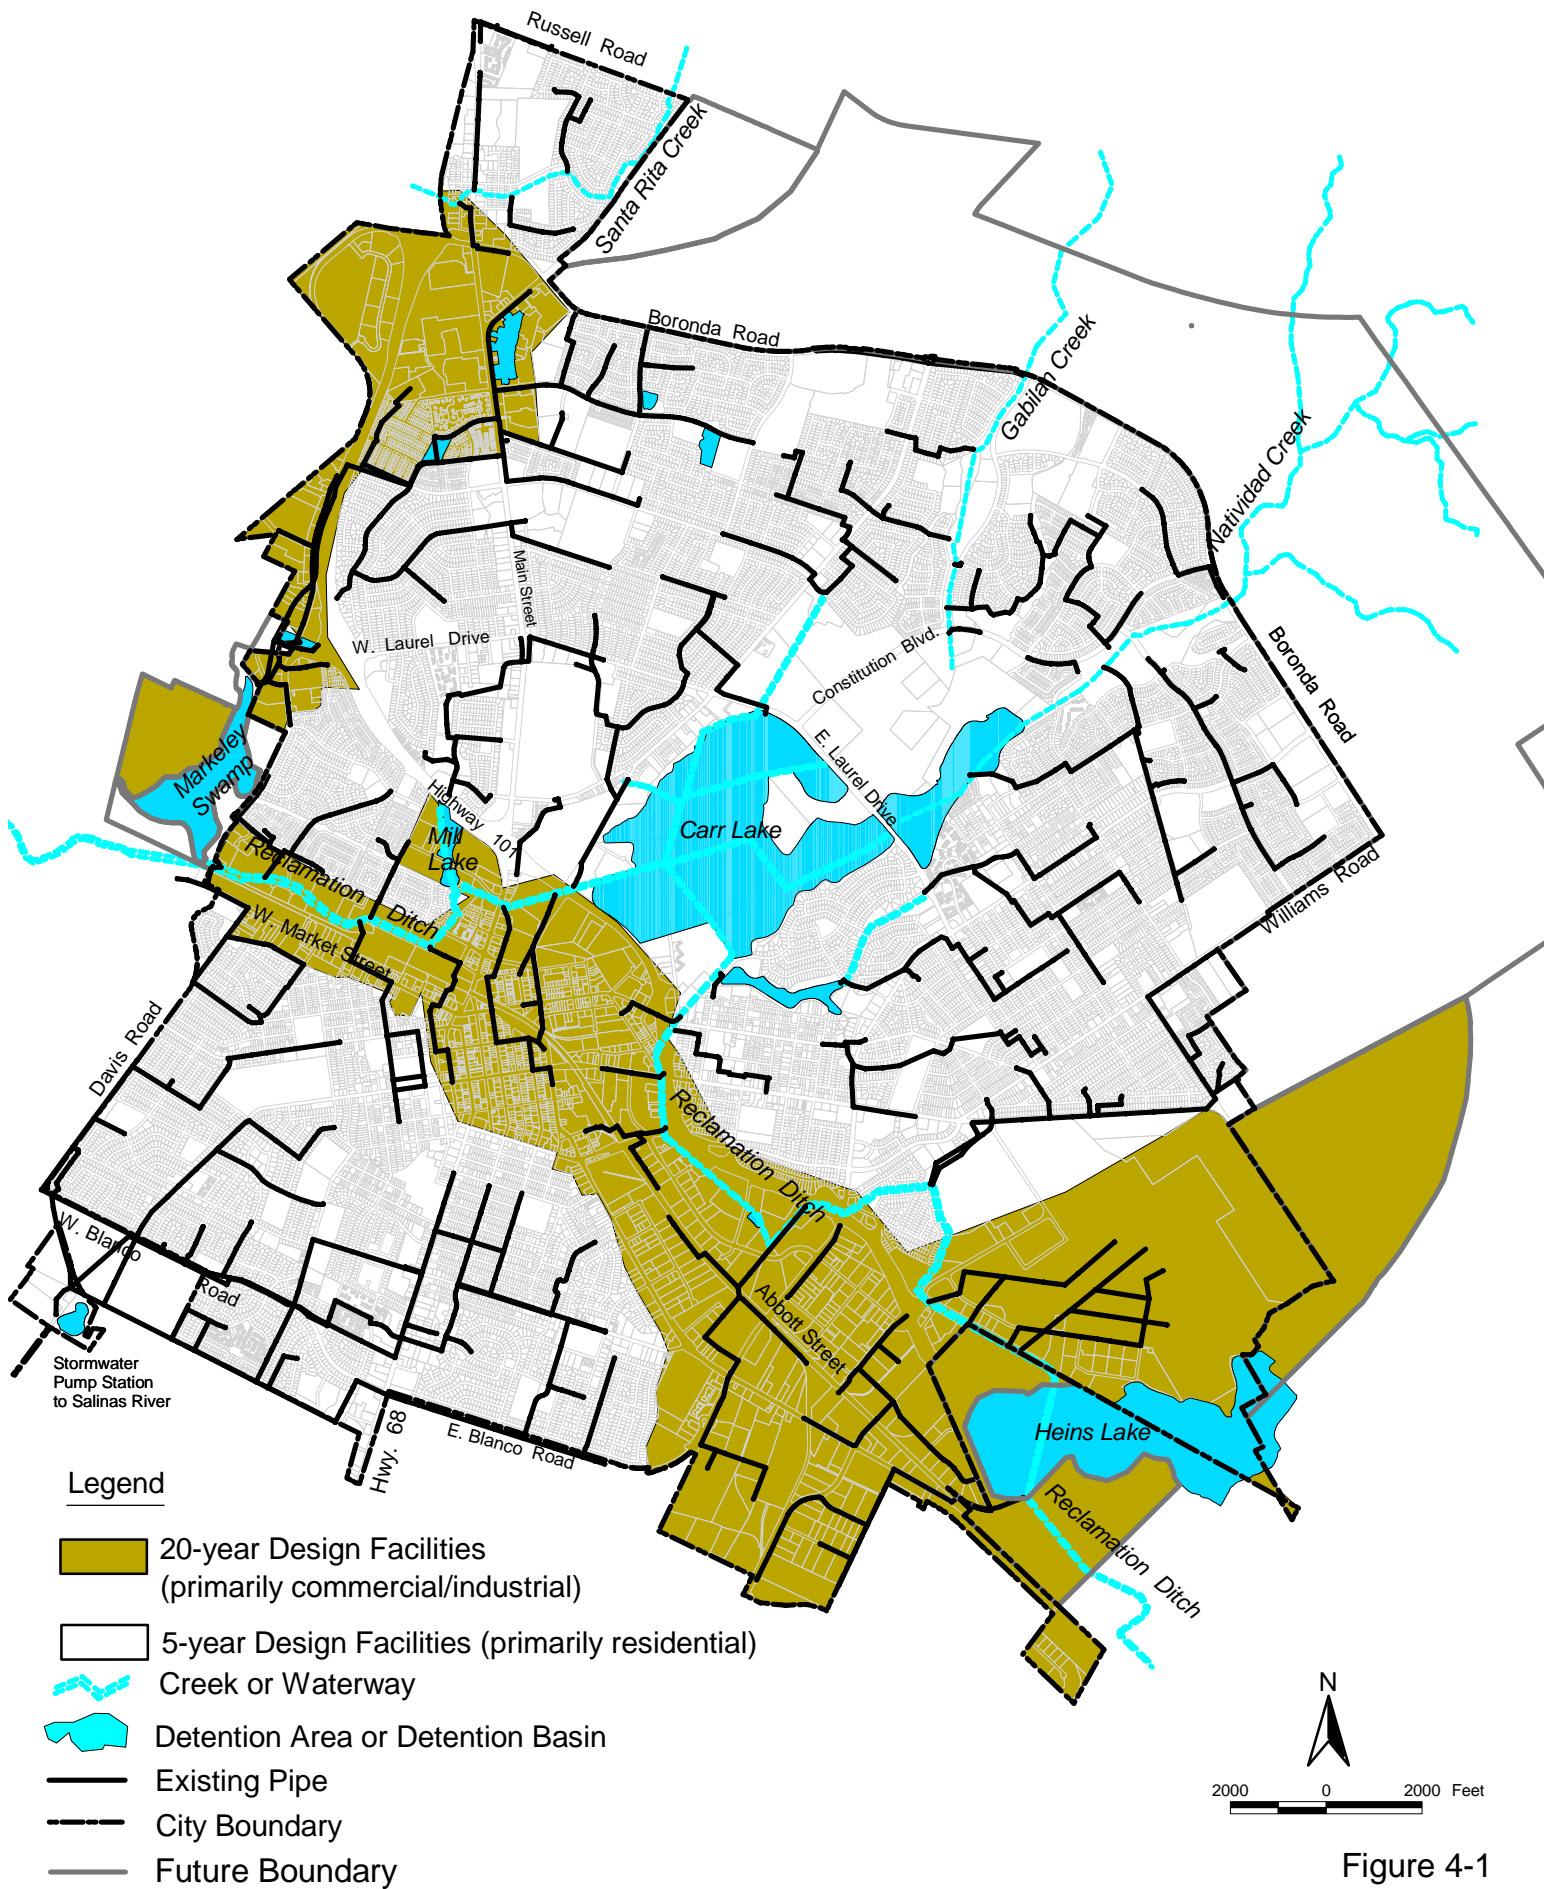 Russell Road
Santa Rita Creek
Boronda Road
Gabilan Creek
Natividad Creek
Main Street
W. Laurel Drive
Constitution Blvd.
Boronda Road
E. Laurel Drive
Markeley
Swamp
Highway 101
Mill
Lake
Carr Lake
Reclamation Ditch
W. Market Street
Williams Road
Davis Road
Reclamation Ditch
W. Blanco Road
Abbott Street
Stormwater
Pump Station
to Salinas River
Hwy. 68
E. Blanco Road
Heins Lake
Reclamation Ditch
Legend
20-year Design Facilities
(primarily commercial/industrial)
5-year Design Facilities (primarily residential)
Creek or Waterway
Detention Area or Detention Basin
Existing Pipe
City Boundary
Future Boundary
N
2000 0 2000 Feet
Figure 4-1